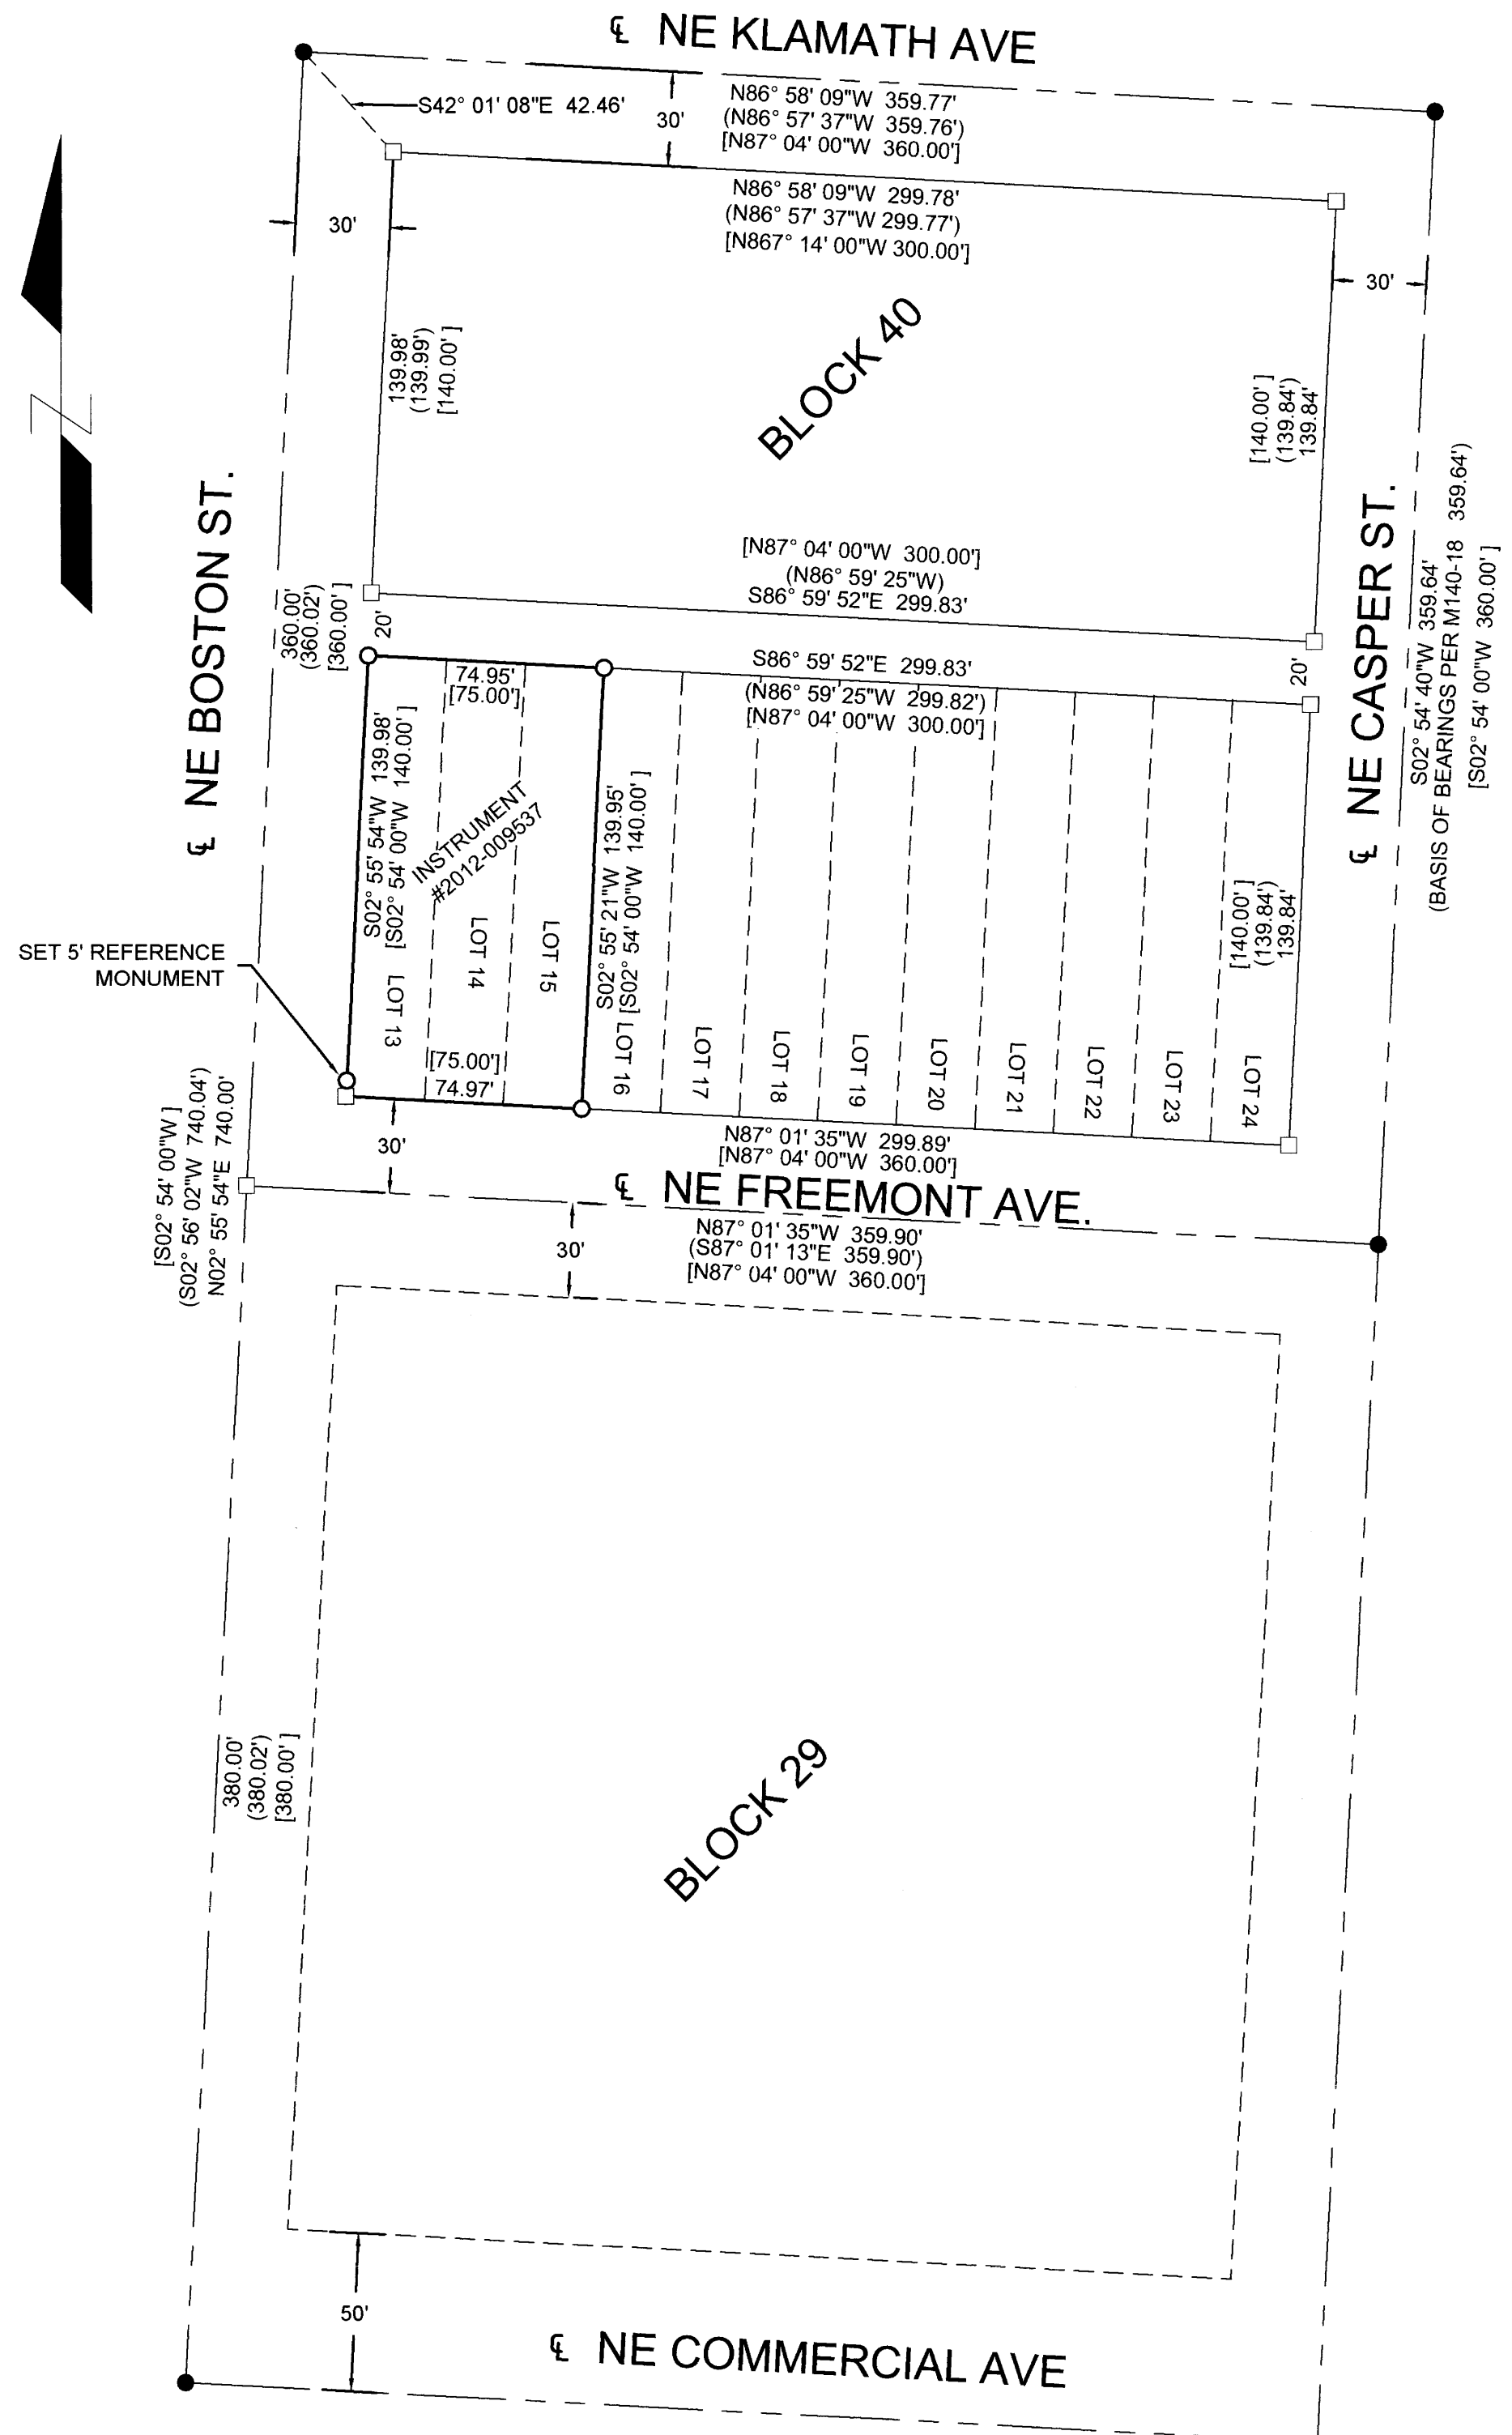 ℄ NE KLAMATH AVE
S42° 01' 08"E 42.46'
30'
N86° 58' 09"W 359.77'
(N86° 57' 37"W 359.76')
[N87° 04' 00"W 360.00']
N86° 58' 09"W 299.78'
(N86° 57' 37"W 299.77')
[N867° 14' 00"W 300.00']
30'
30'
N
139.98'
(139.99')
[140.00' ]
BLOCK 40
[140.00' ]
(139.84')
139.84'
℄ NE BOSTON ST.
360.00'
(360.02')
[360.00' ]
20'
[N87° 04' 00"W 300.00']
(N86° 59' 25"W)
S86° 59' 52"E 299.83'
℄ NE CASPER ST.
S02° 54' 40"W 359.64'
(BASIS OF BEARINGS PER M140-18 359.64')
[S02° 54' 00"W 360.00' ]
20'
S86° 59' 52"E 299.83'
(N86° 59' 25"W 299.82')
[N87° 04' 00"W 300.00']
74.95'
[75.00']
S02° 55' 54"W 139.98'
[S02° 54' 00"W 140.00' ]
INSTRUMENT
#2012-009537
S02° 55' 21"W 139.95'
[S02° 54' 00"W 140.00' ]
[140.00' ]
(139.84')
139.84'
SET 5' REFERENCE
MONUMENT
LOT 13
LOT 14
LOT 15
LOT 16
LOT 17
LOT 18
LOT 19
LOT 20
LOT 21
LOT 22
LOT 23
LOT 24
[75.00']
74.97'
[S02° 54' 00"W ]
(S02° 56' 02"W 740.04')
N02° 55' 54"E 740.00'
30'
N87° 01' 35"W 299.89'
[N87° 04' 00"W 360.00']
℄ NE FREEMONT AVE.
30'
N87° 01' 35"W 359.90'
(S87° 01' 13"E 359.90')
[N87° 04' 00"W 360.00']
380.00'
(380.02')
[380.00' ]
BLOCK 29
50'
℄ NE COMMERCIAL AVE